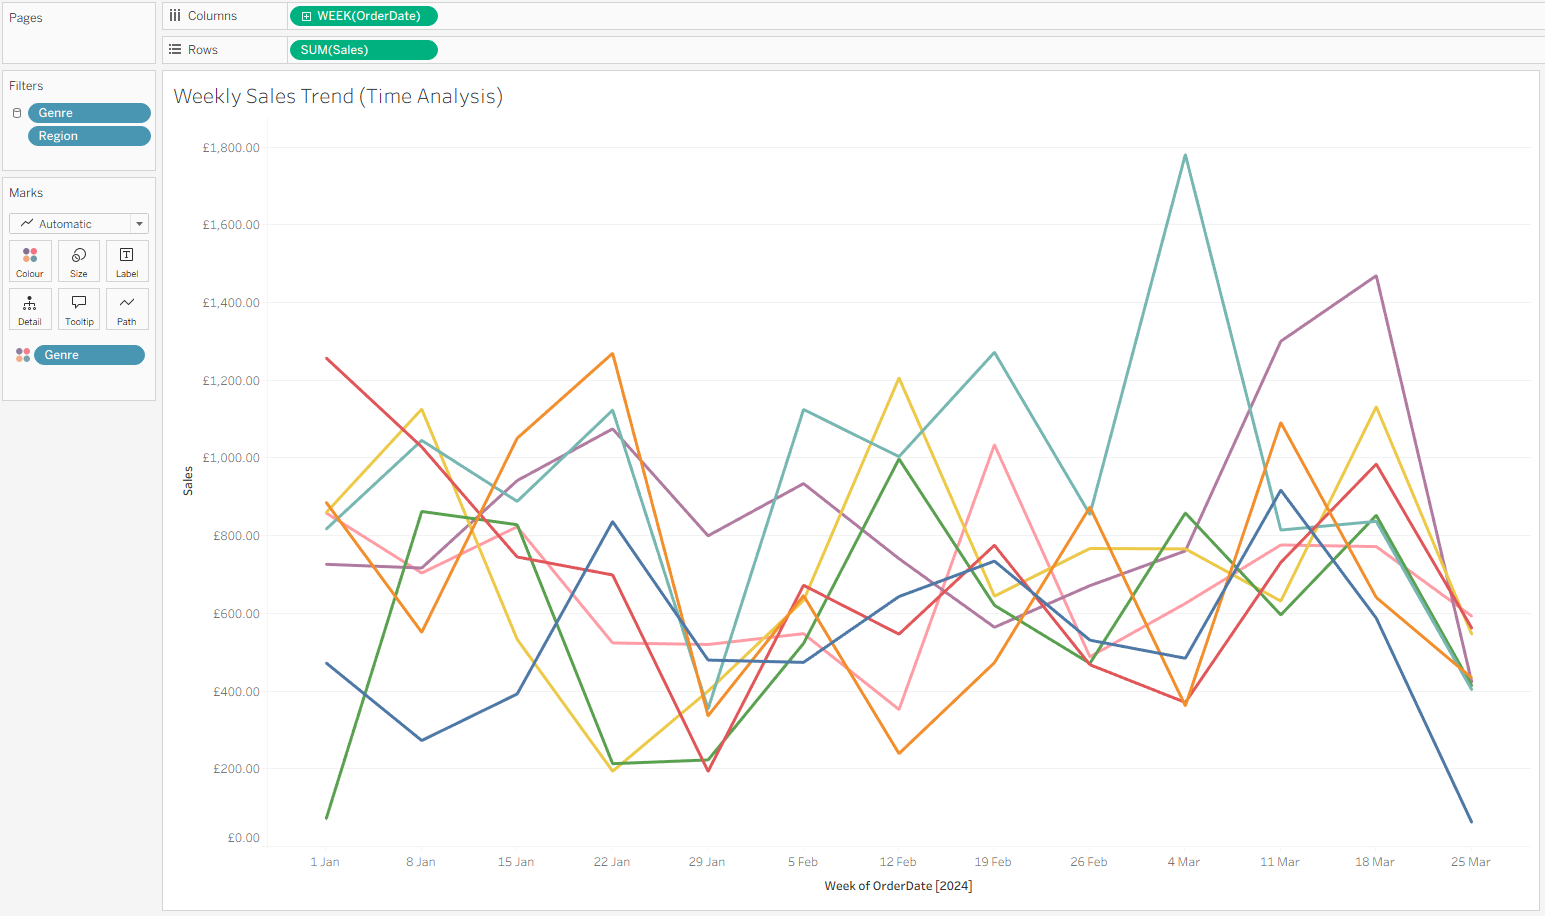 Pages
Columns
WEEK(OrderDate)
Rows
SUM(Sales)
Filters
Genre
Region
Marks
Automatic
Colour Size Label
Detail Tooltip Path
Genre
Weekly Sales Trend (Time Analysis)
£1,800.00
£1,600.00
£1,400.00
£1,200.00
£1,000.00
£800.00
£600.00
£400.00
£200.00
£0.00
Sales
1 Jan 8 Jan 15 Jan 22 Jan 29 Jan 5 Feb 12 Feb 19 Feb 26 Feb 4 Mar 11 Mar 18 Mar 25 Mar
Week of OrderDate [2024]